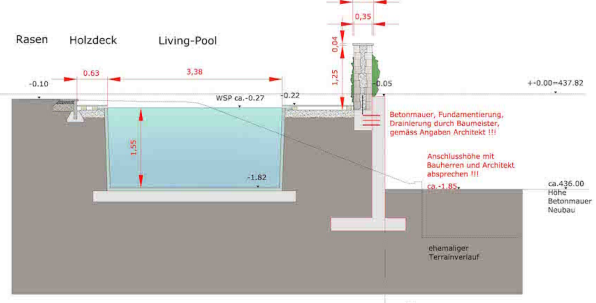 0,35
Rasen Holzdeck Living-Pool
0,04
0.63 3,38
1,25
-0.10 WSP ca.-0.27 -0.22 -0.05 +-0.00=437.82
Betonmauer, Fundamentierung,
Drainierung durch Baumeister,
gemäss Angaben Architekt !!!
1,55
Anschlusshöhe mit
Bauherren und Architekt
absprechen !!!
-1.82 ca.-1.85 ca.436.00
Höhe
Betonmauer
Neubau
ehemaliger
Terrainverlauf